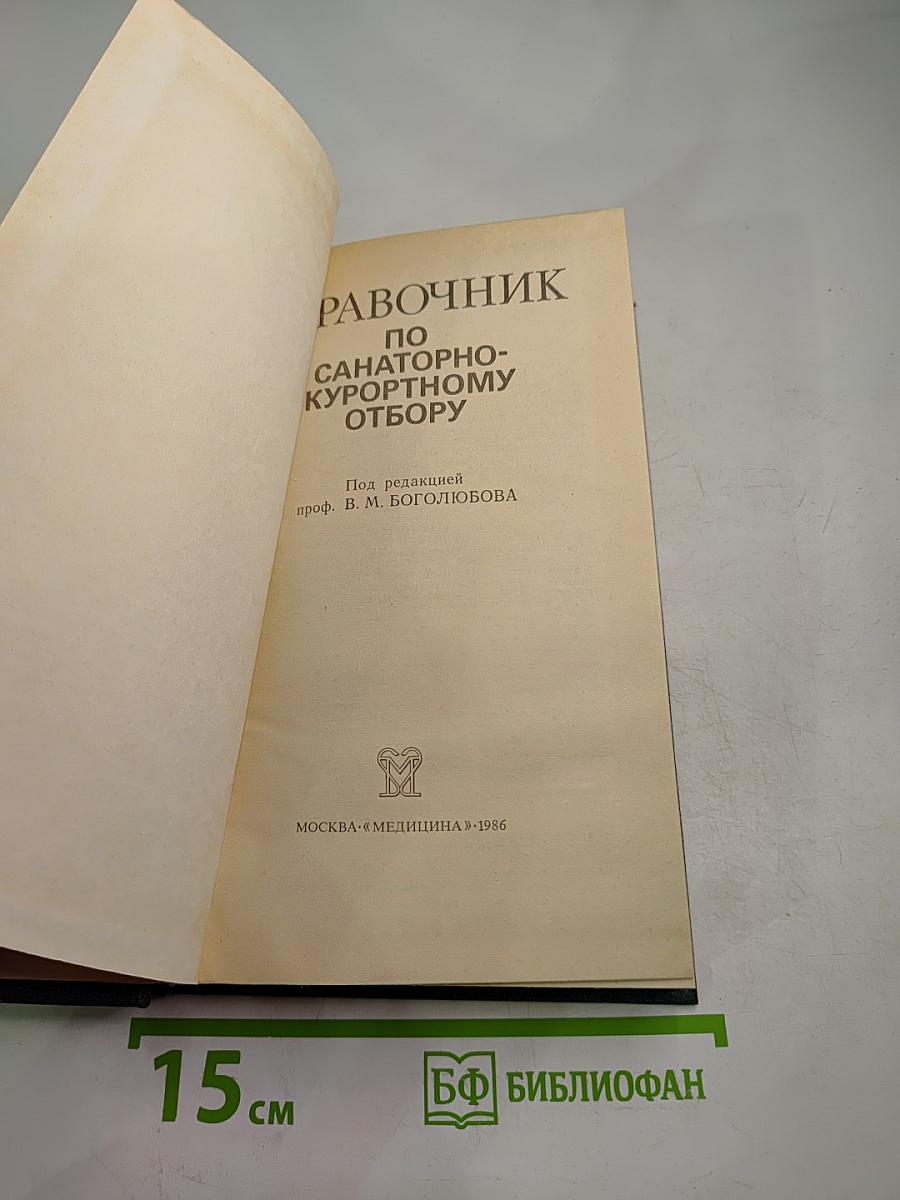 РАВОЧНИК
ПО
САНАТОРНО-
КУРОРТНОМУ
ОТБОРУ
Под редакцией
проф. В. М. БОГОЛЮБОВА
МОСКВА·«МЕДИЦИНА»·1986
15 см
БФ БИБЛИОФАН